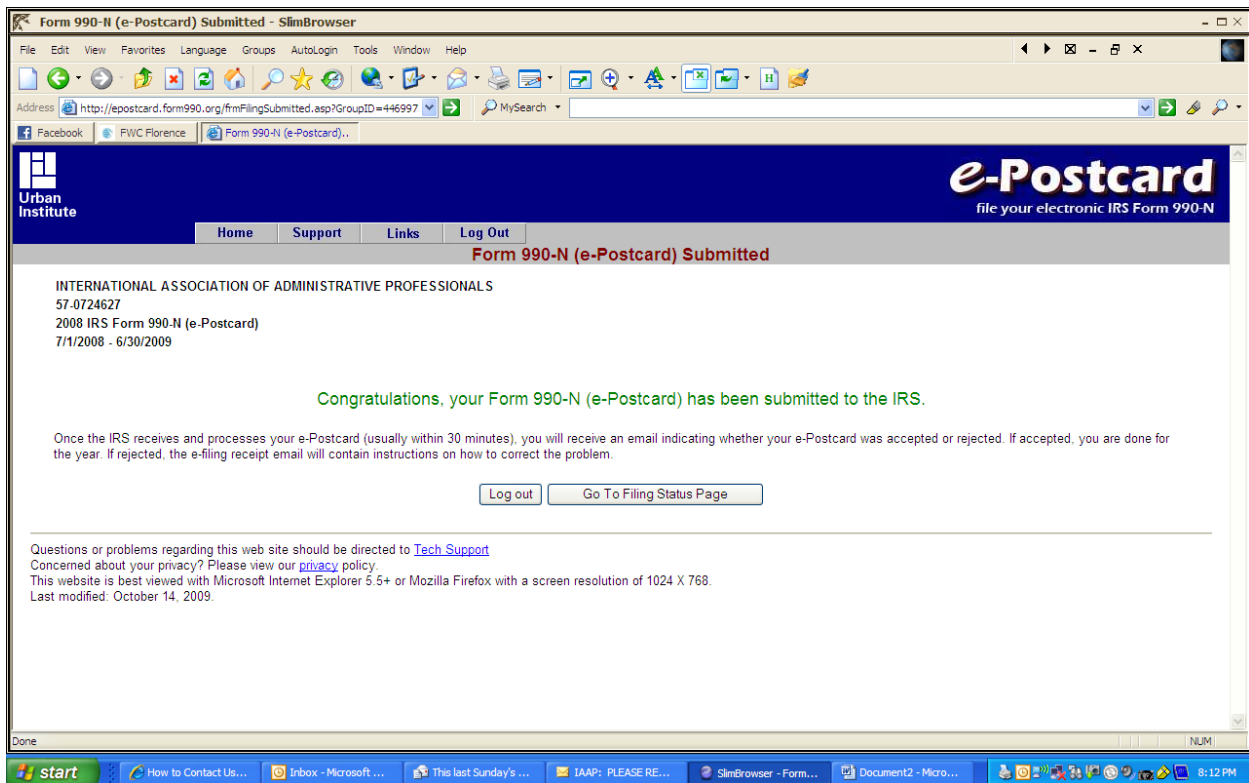 Form 990-N (e-Postcard) Submitted - SlimBrowser
File Edit View Favorites Language Groups AutoLogin Tools Window Help
Address http://epostcard.form990.org/frmFilingSubmitted.asp?GroupID=446997 MySearch
Facebook FWC Florence Form 990-N (e-Postcard)..
Urban
Institute
e-Postcard
file your electronic IRS Form 990-N
Home Support Links Log Out
Form 990-N (e-Postcard) Submitted
INTERNATIONAL ASSOCIATION OF ADMINISTRATIVE PROFESSIONALS
57-0724627
2008 IRS Form 990-N (e-Postcard)
7/1/2008 - 6/30/2009
Congratulations, your Form 990-N (e-Postcard) has been submitted to the IRS.
Once the IRS receives and processes your e-Postcard (usually within 30 minutes), you will receive an email indicating whether your e-Postcard was accepted or rejected. If accepted, you are done for
the year. If rejected, the e-filing receipt email will contain instructions on how to correct the problem.
Log out Go To Filing Status Page
Questions or problems regarding this web site should be directed to Tech Support
Concerned about your privacy? Please view our privacy policy.
This website is best viewed with Microsoft Internet Explorer 5.5+ or Mozilla Firefox with a screen resolution of 1024 X 768.
Last modified: October 14, 2009.
Done NUM
start How to Contact Us... Inbox - Microsoft ... This last Sunday's ... IAAP: PLEASE RE... SlimBrowser - Form... Document2 - Micro... 8:12 PM